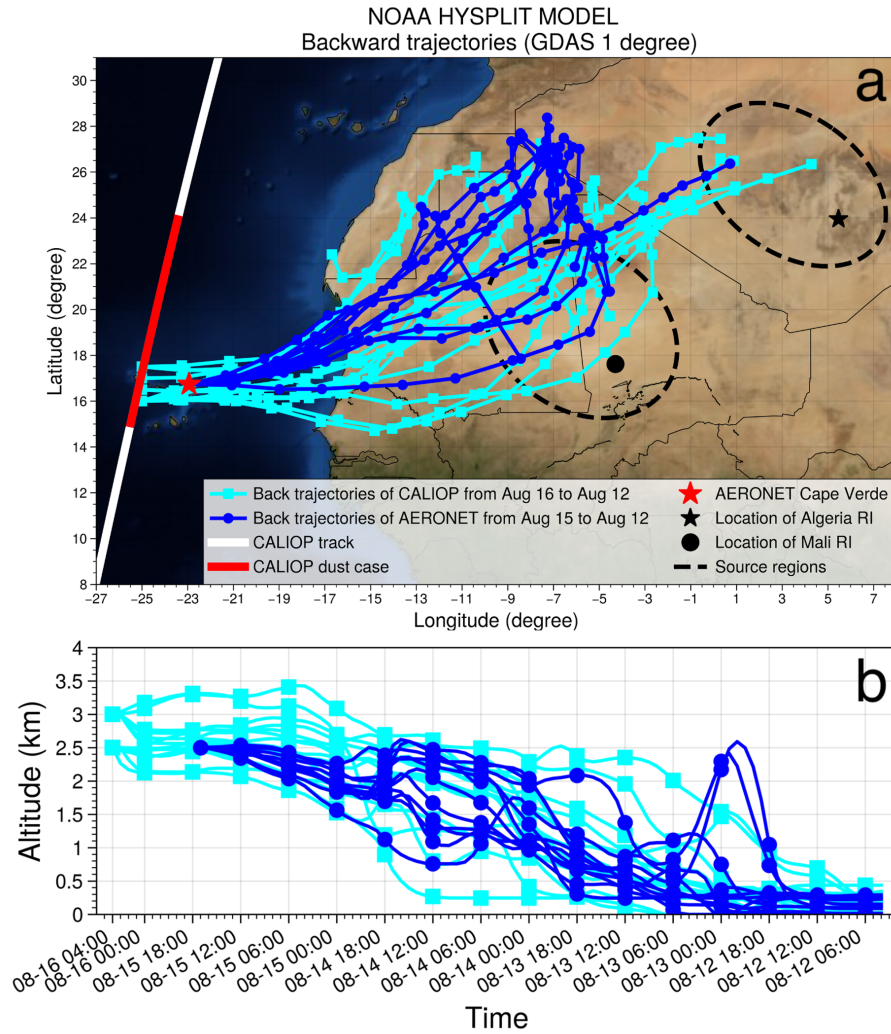 NOAA HYSPLIT MODEL
Backward trajectories (GDAS 1 degree)
a
Latitude (degree)
30
28
26
24
22
20
18
16
14
12
10
8
Back trajectories of CALIOP from Aug 16 to Aug 12
Back trajectories of AERONET from Aug 15 to Aug 12
CALIOP track
CALIOP dust case
AERONET Cape Verde
Location of Algeria RI
Location of Mali RI
Source regions
−27 −25 −23 −21 −19 −17 −15 −13 −11 −9 −7 −5 −3 −1 1 3 5 7
Longitude (degree)
b
Altitude (km)
4
3.5
3
2.5
2
1.5
1
0.5
0
08-16 04:00
08-16 00:00
08-15 18:00
08-15 12:00
08-15 06:00
08-15 00:00
08-14 18:00
08-14 12:00
08-14 06:00
08-14 00:00
08-13 18:00
08-13 12:00
08-13 06:00
08-13 00:00
08-12 18:00
08-12 12:00
08-12 06:00
Time